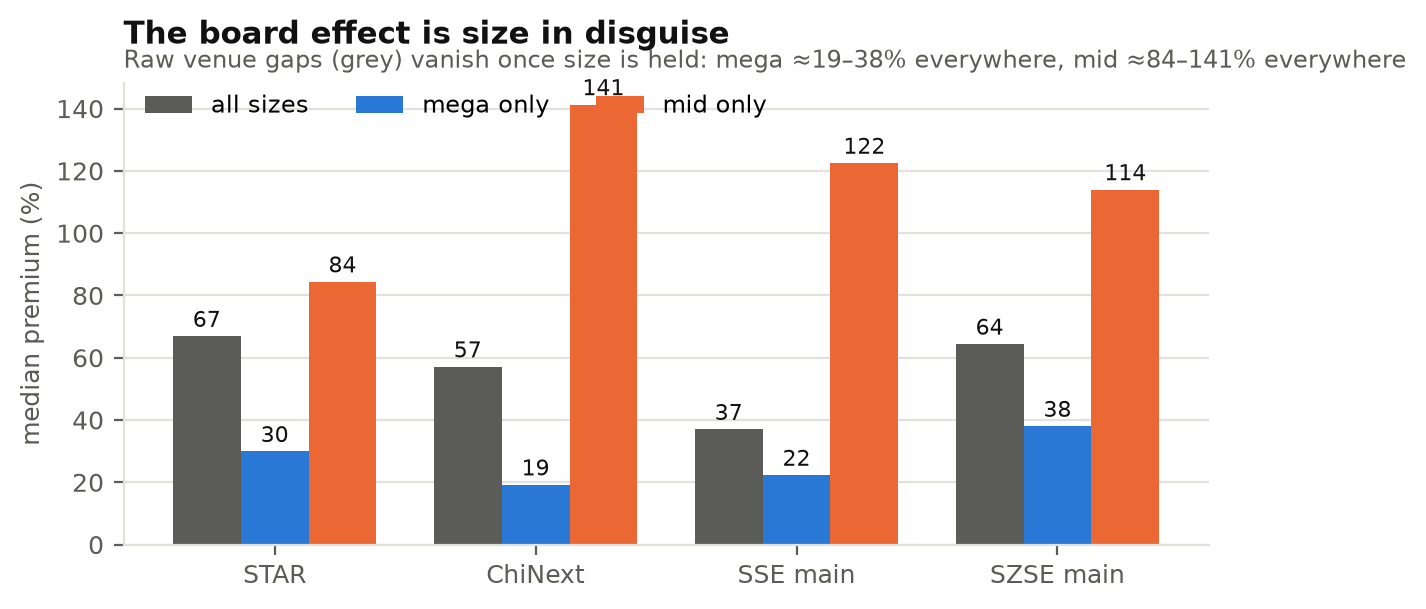 The board effect is size in disguise
Raw venue gaps (grey) vanish once size is held: mega ≈19–38% everywhere, mid ≈84–141% everywhere
all sizes
mega only
mid only
median premium (%)
140
120
100
80
60
40
20
0
67
30
84
57
19
141
37
22
122
64
38
114
STAR
ChiNext
SSE main
SZSE main